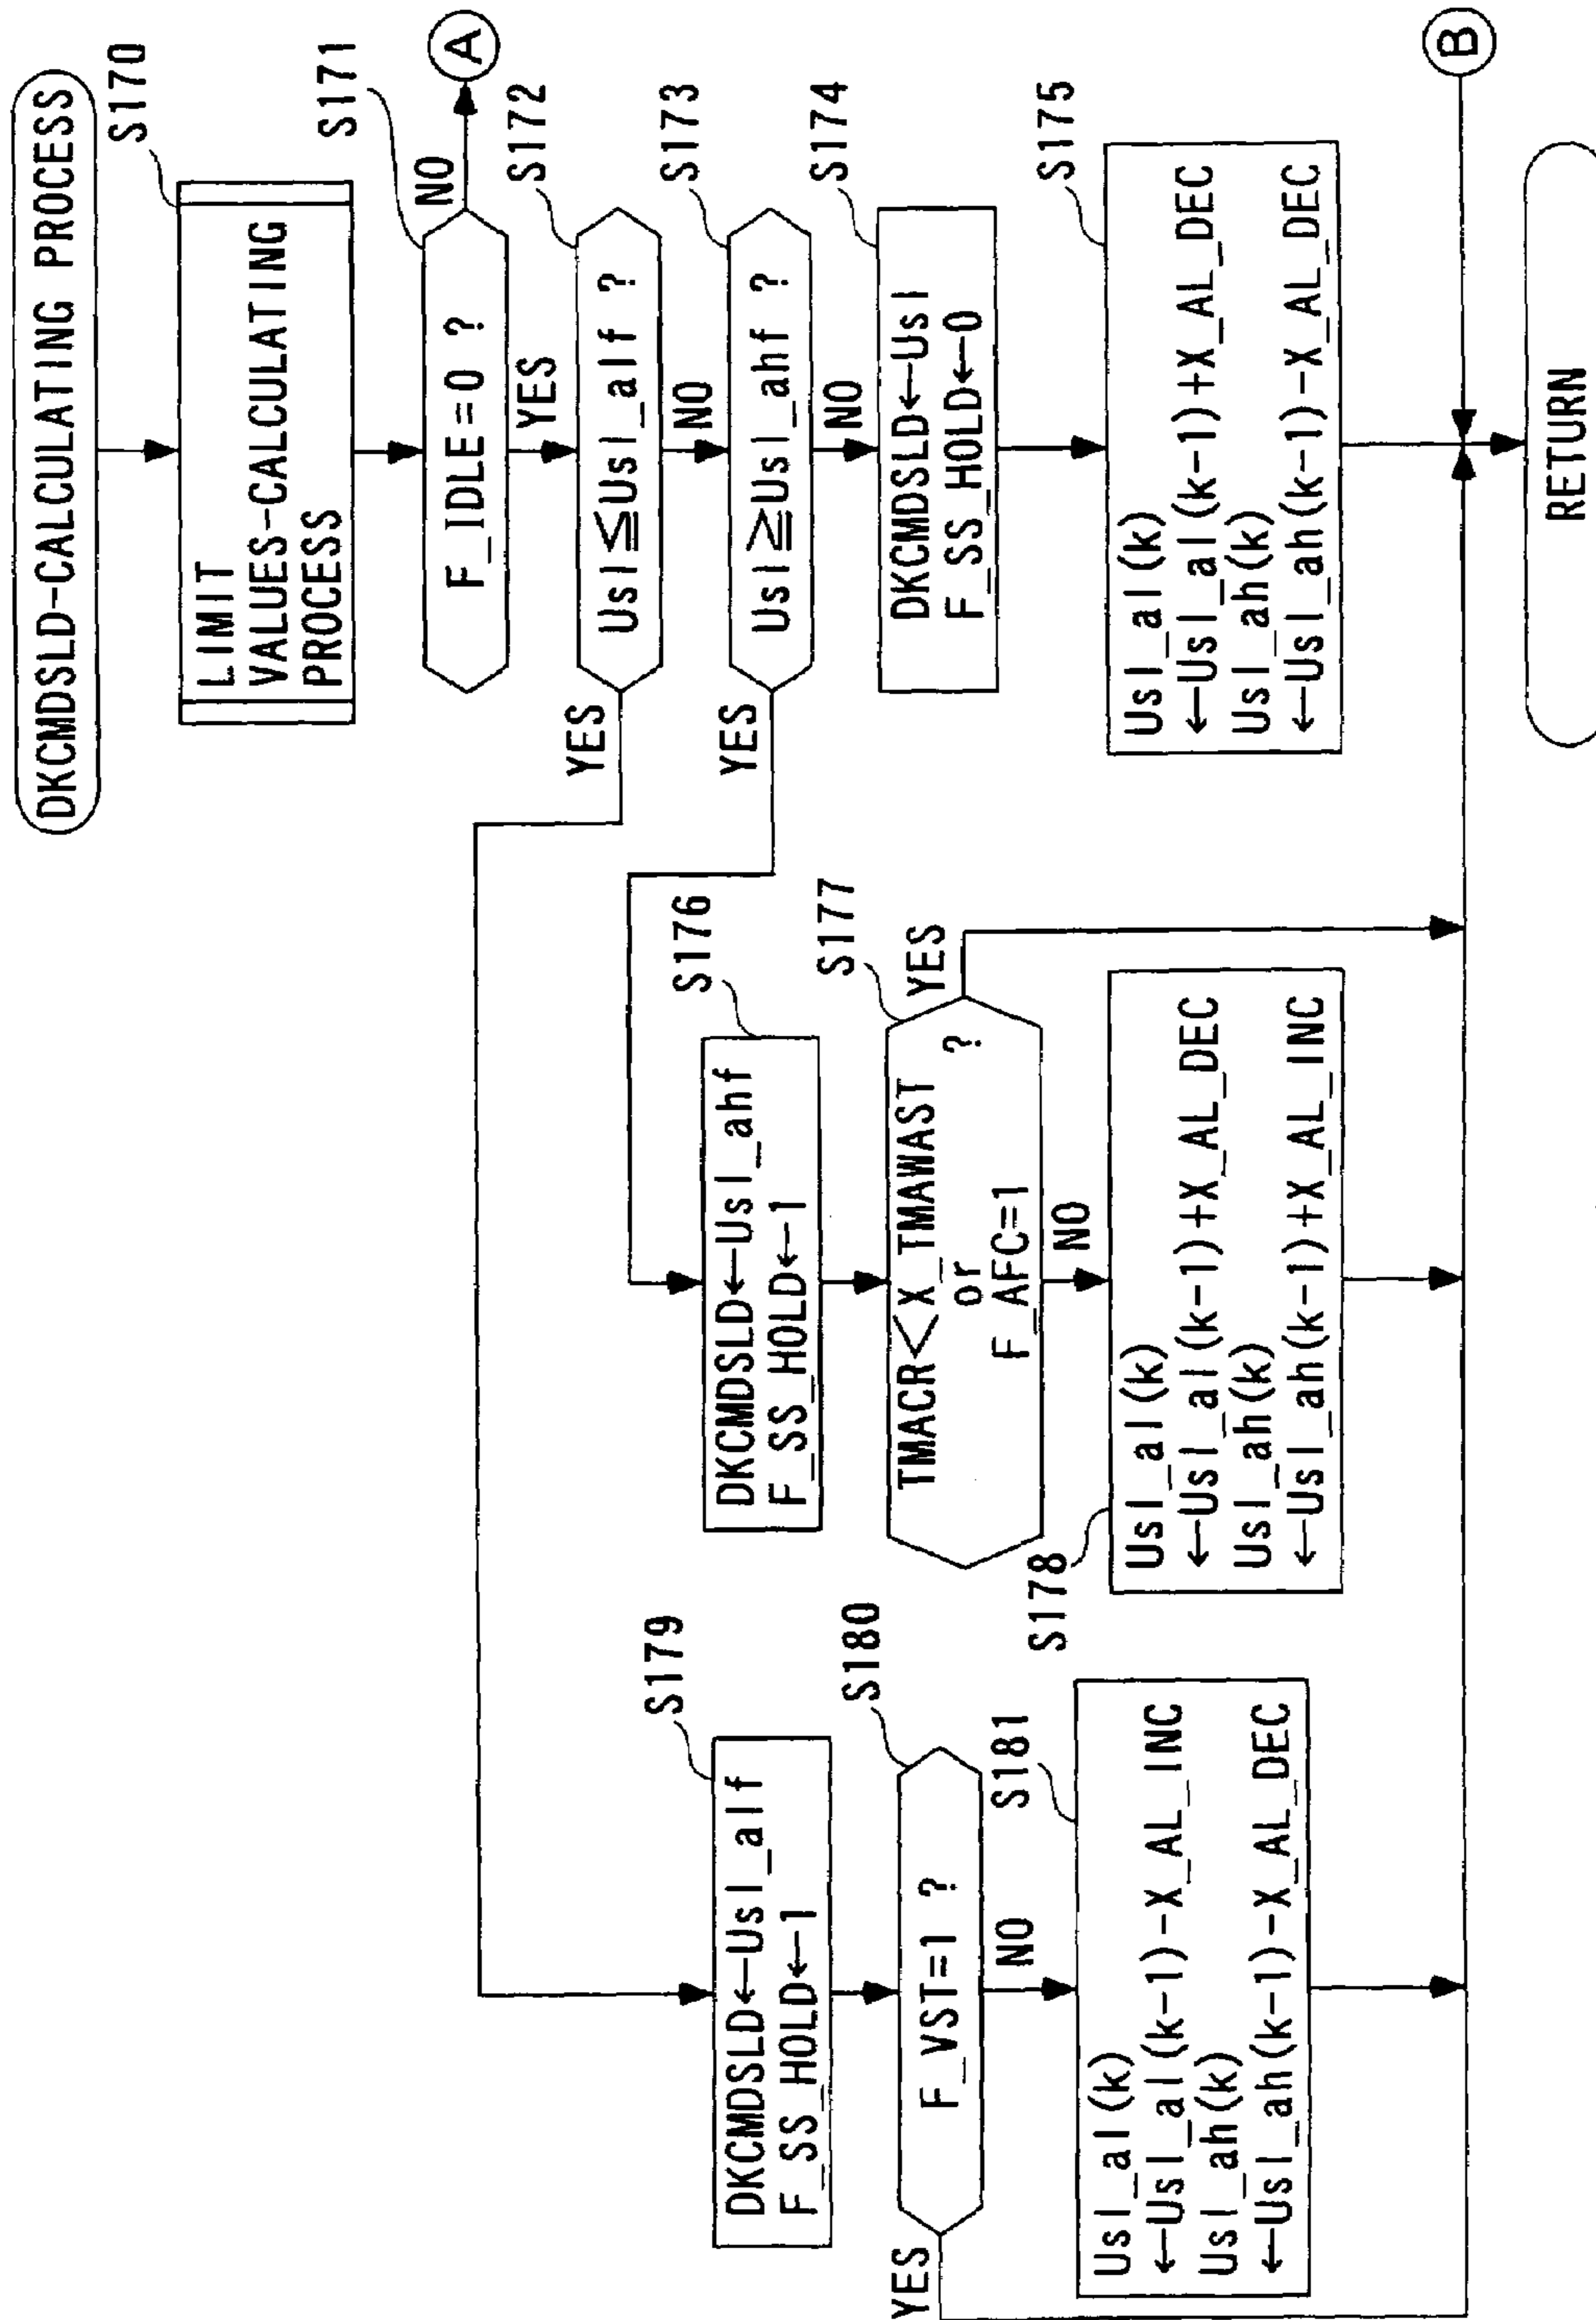 DKCMDSLD-CALCULATING PROCESS
S170
LIMIT
VALUES-CALCULATING
PROCESS
S171
F_IDLE=0 ?
NO
A
YES
S172
Usl≦Usl_alf ?
YES
NO
S173
Usl≧Usl_ahf ?
YES
NO
S174
DKCMDSLD←Usl
F_SS_HOLD←0
S175
Usl_al(k)
←Usl_al(k-1)+X_AL_DEC
Usl_ah(k)
←Usl_ah(k-1)-X_AL_DEC
S176
DKCMDSLD←Usl_ahf
F_SS_HOLD←1
S177
TMACR<X_TMAWAST
or ?
F_AFC=1
YES
NO
S178
Usl_al(k)
←Usl_al(k-1)+X_AL_DEC
Usl_ah(k)
←Usl_ah(k-1)+X_AL_INC
S179
DKCMDSLD←Usl_alf
F_SS_HOLD←1
S180
F_VST=1 ?
YES
NO
S181
Usl_al(k)
←Usl_al(k-1)-X_AL_INC
Usl_ah(k)
←Usl_ah(k-1)-X_AL_DEC
B
RETURN